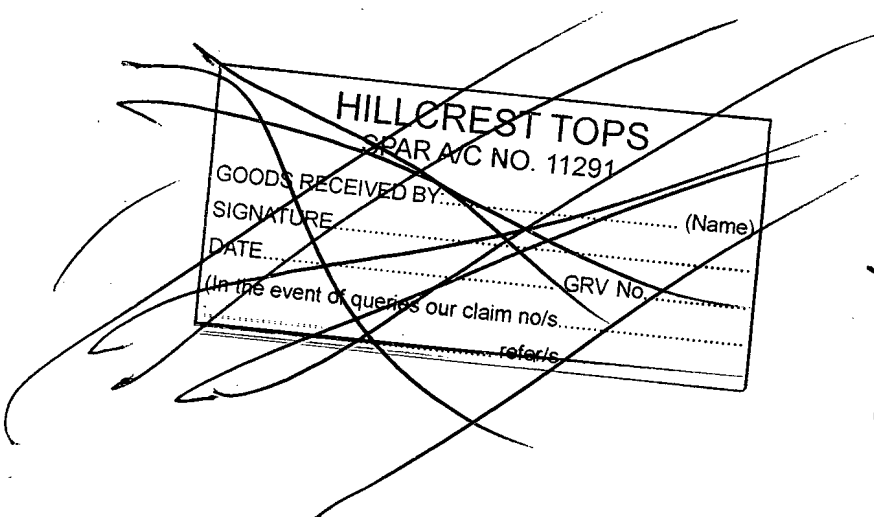 HILLCREST TOPS
SPAR A/C NO. 11291
GOODS RECEIVED BY:.................................................. (Name)
SIGNATURE...............................................................................
DATE................................................................ GRV No....................
(In the event of queries our claim no/s.......................................
.......................................................... refer/s